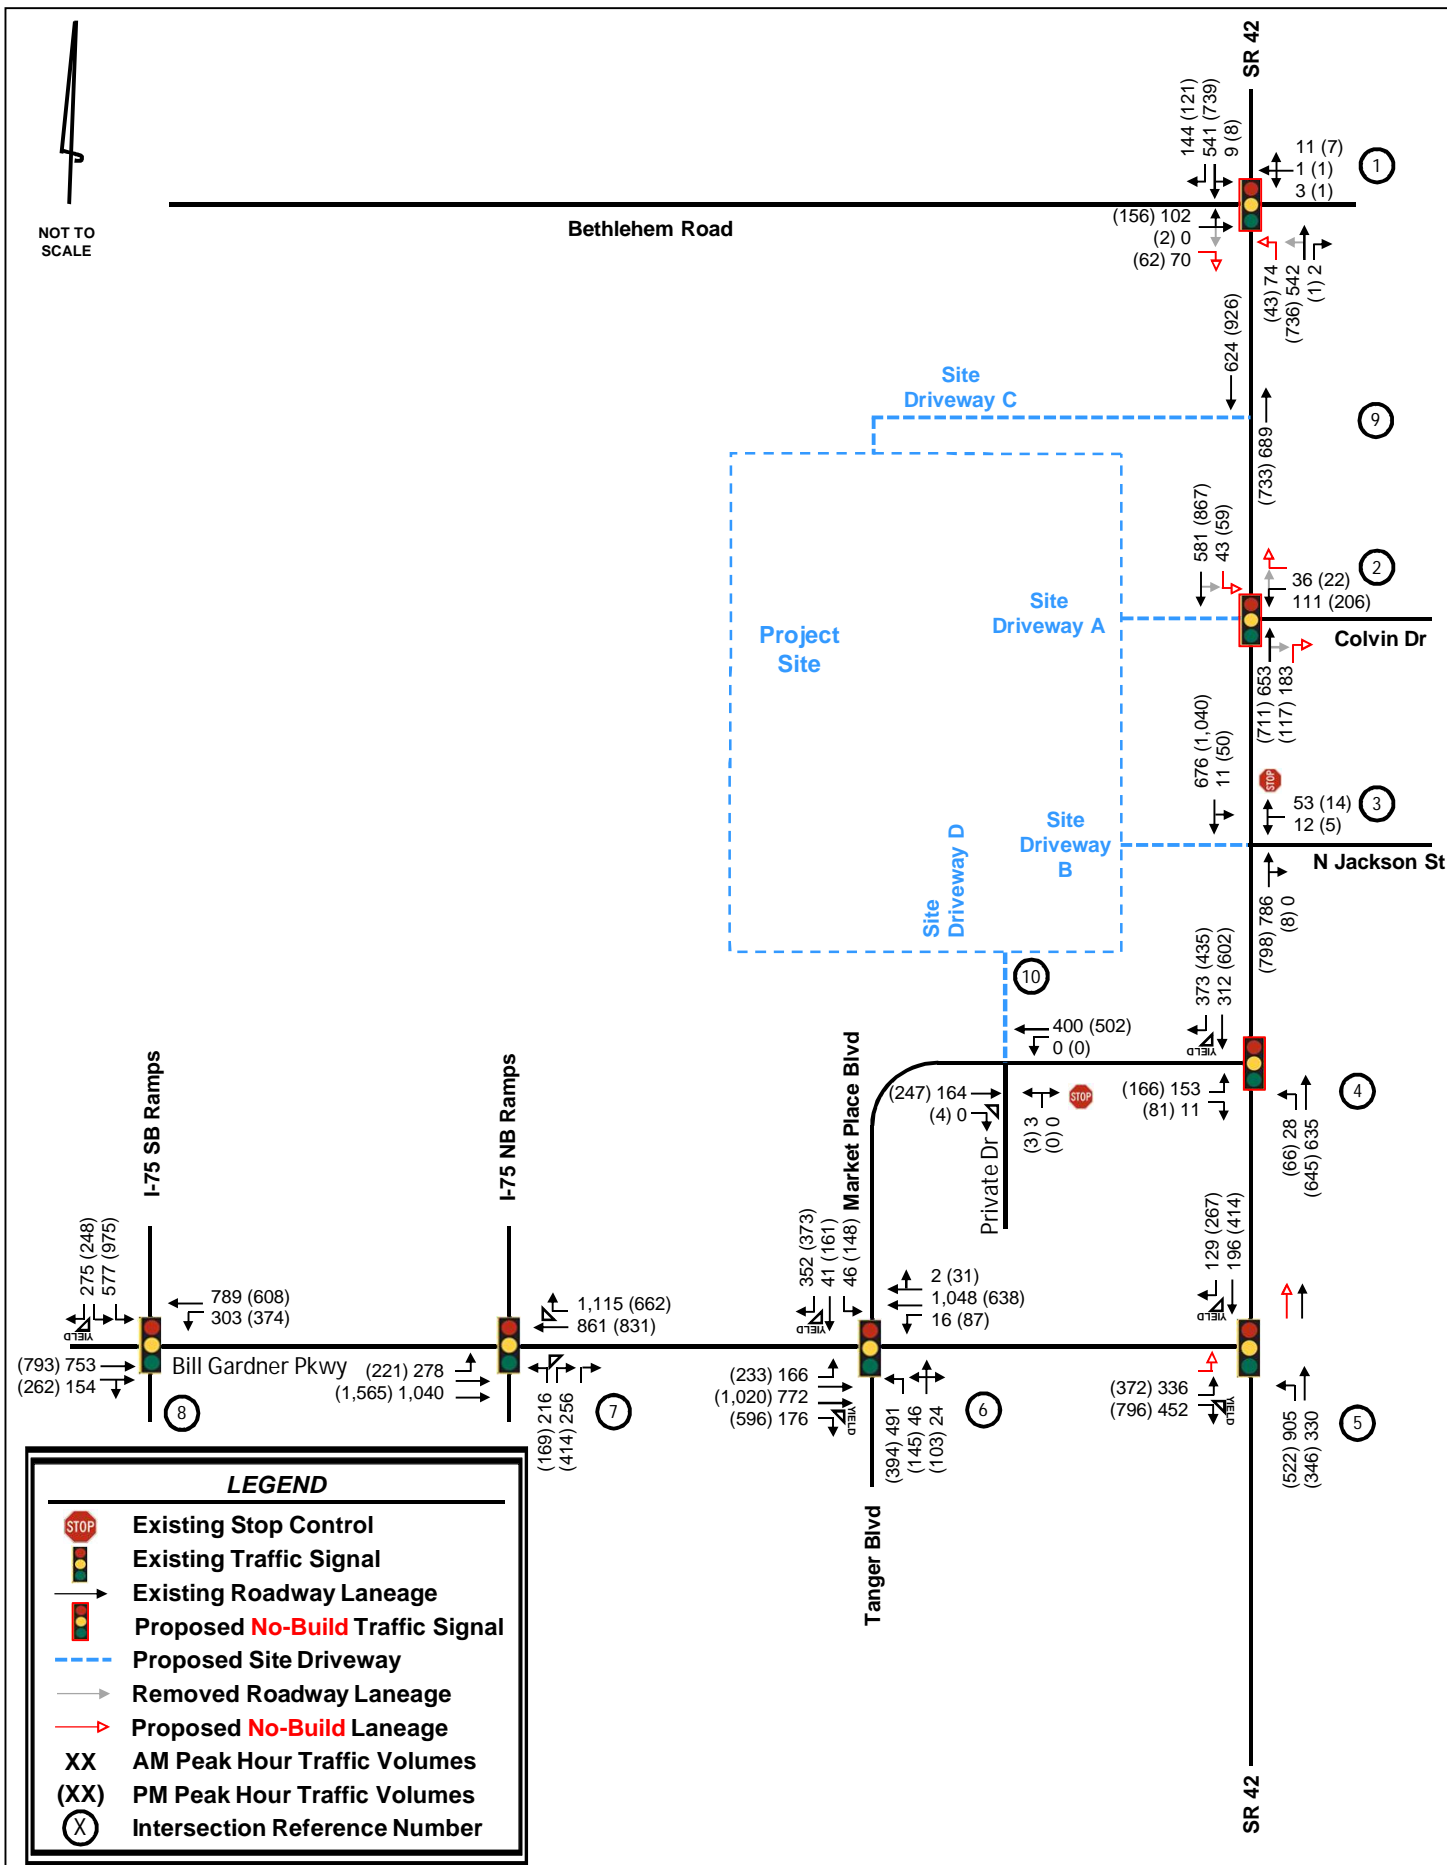 SR 42
144 (121)
541 (739)
9 (8)
11 (7)
1 (1)
3 (1)
1
NOT TO
SCALE
Bethlehem Road
(156) 102
(2) 0
(62) 70
(43) 74
(736) 542
(1) 2
624 (926)
Site
Driveway C
(733) 689
9
581 (867)
43 (59)
2
36 (22)
111 (206)
Site
Driveway A
Project
Site
Colvin Dr
(711) 653
(117) 183
676 (1,040)
11 (50)
STOP
53 (14)
12 (5)
3
Site
Driveway
B
Site
Driveway D
N Jackson St
(798) 786
(8) 0
10
373 (435)
312 (602)
YIELD
400 (502)
0 (0)
Market Place Blvd
(247) 164
(4) 0
STOP
(3) 3
(0) 0
Private Dr
(166) 153
(81) 11
4
(66) 28
(645) 635
I-75 SB Ramps
I-75 NB Ramps
275 (248)
577 (975)
YIELD
789 (608)
303 (374)
1,115 (662)
861 (831)
352 (373)
41 (161)
46 (148)
YIELD
2 (31)
1,048 (638)
16 (87)
129 (267)
196 (414)
YIELD
(793) 753
(262) 154
Bill Gardner Pkwy
8
(221) 278
(1,565) 1,040
(169) 216
(414) 256
7
(233) 166
(1,020) 772
(596) 176
YIELD
(394) 491
(145) 46
(103) 24
6
(372) 336
(796) 452
YIELD
(522) 905
(346) 330
5
Tanger Blvd
SR 42
LEGEND
STOP
Existing Stop Control
Existing Traffic Signal
Existing Roadway Laneage
Proposed No-Build Traffic Signal
Proposed Site Driveway
Removed Roadway Laneage
Proposed No-Build Laneage
XX AM Peak Hour Traffic Volumes
(XX) PM Peak Hour Traffic Volumes
X Intersection Reference Number